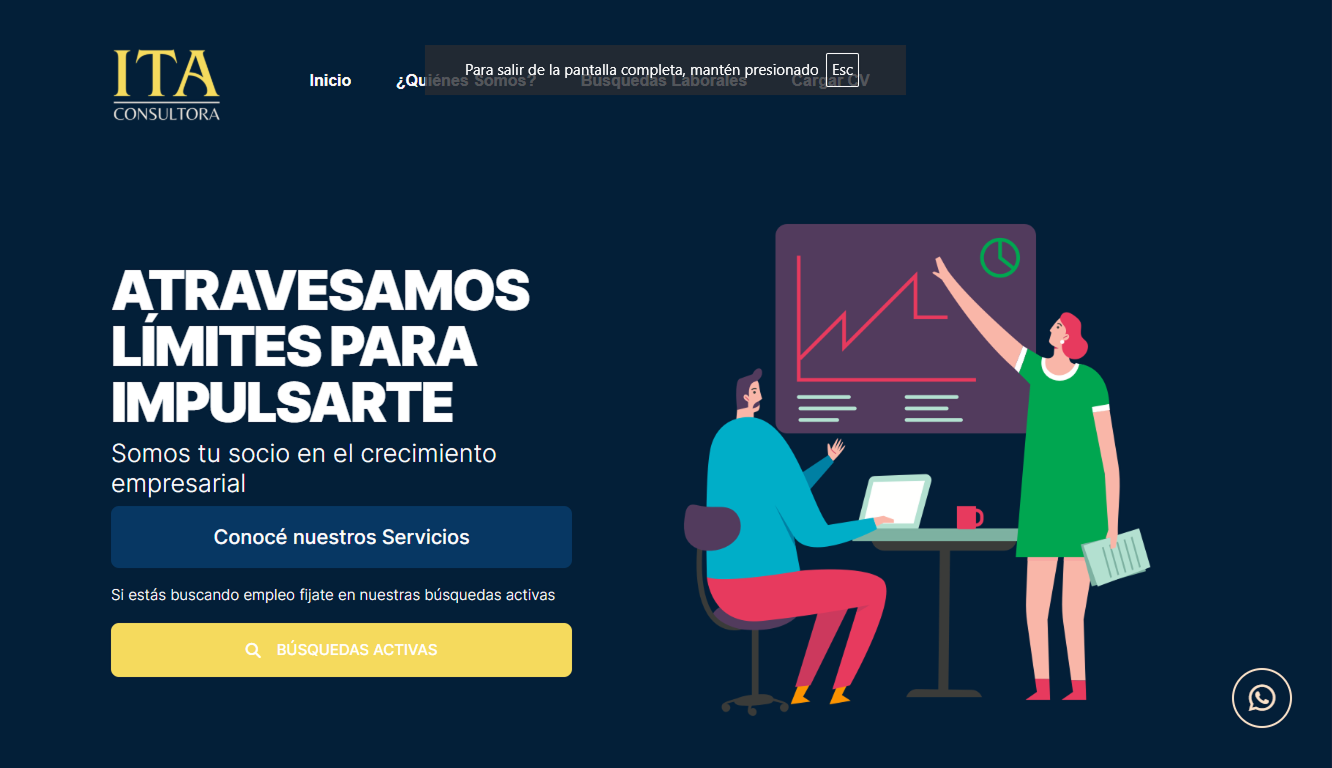 ITA
CONSULTORA
Inicio
¿Quiénes Somos?
Búsquedas Laborales
Cargar CV
Para salir de la pantalla completa, mantén presionado Esc
ATRAVESAMOS
LÍMITES PARA
IMPULSARTE
Somos tu socio en el crecimiento
empresarial
Conocé nuestros Servicios
Si estás buscando empleo fijate en nuestras búsquedas activas
BÚSQUEDAS ACTIVAS